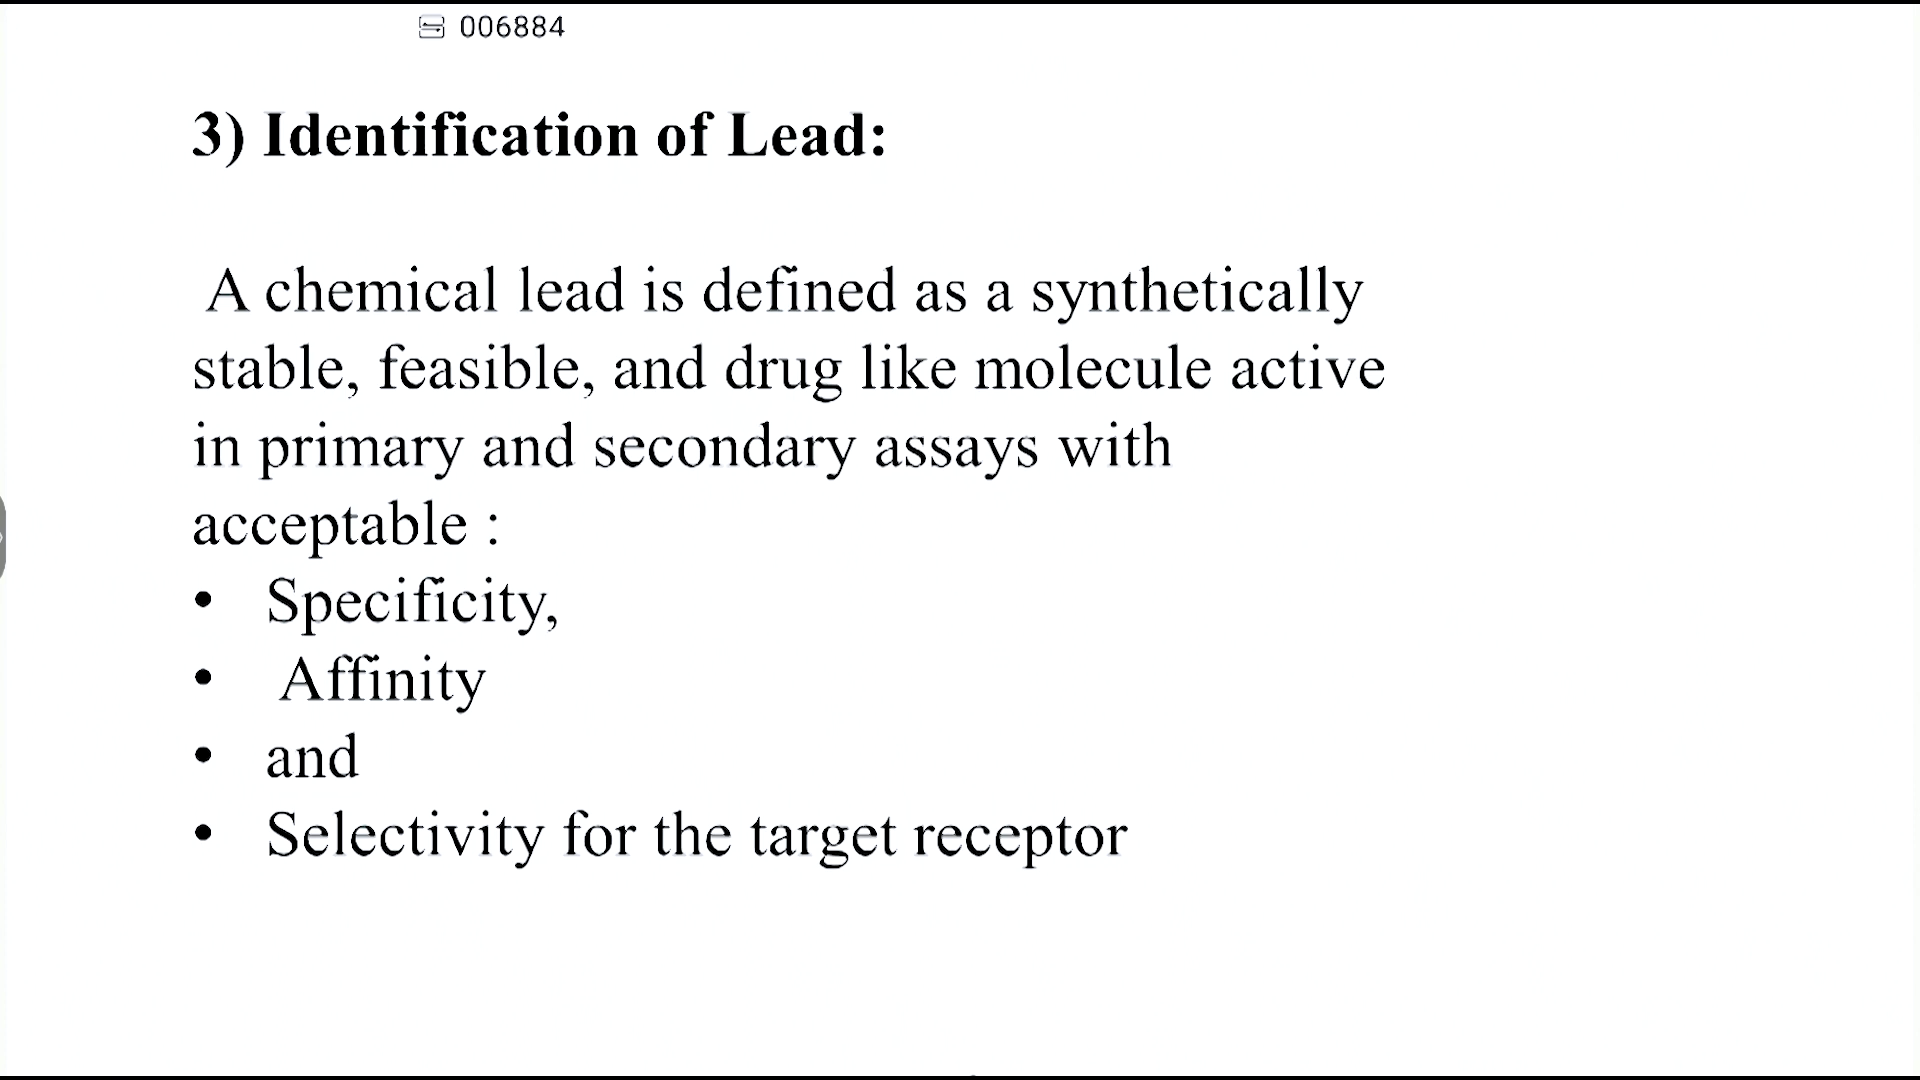 006884
3) Identification of Lead:
A chemical lead is defined as a synthetically
stable, feasible, and drug like molecule active
in primary and secondary assays with
acceptable :
• Specificity,
• Affinity
• and
• Selectivity for the target receptor